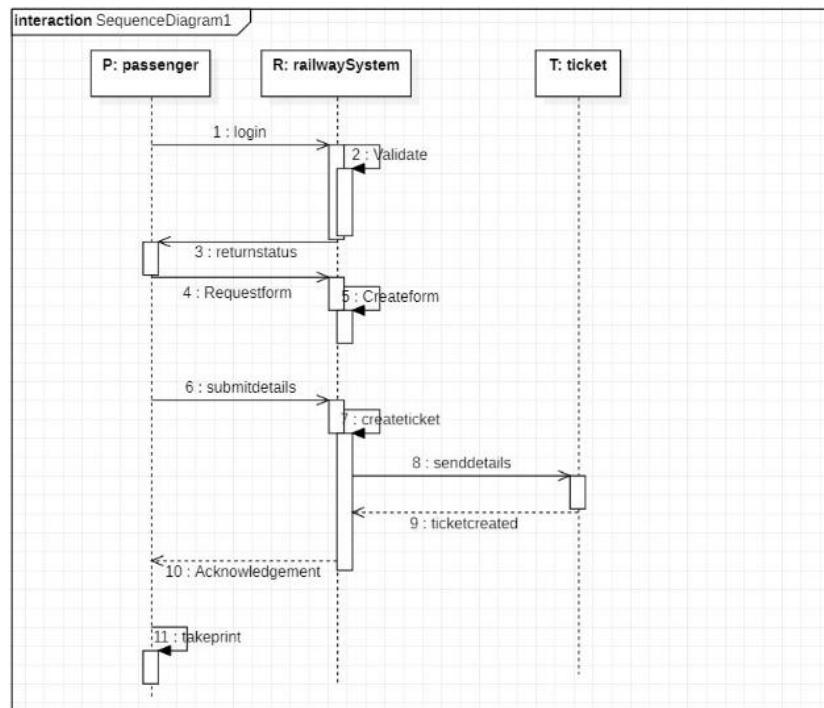 interaction SequenceDiagram1
P: passenger
R: railwaySystem
T: ticket
1 : login
2 : Validate
3 : returnstatus
4 : Requestform
5 : Createform
6 : submitdetails
7 : createticket
8 : senddetails
9 : ticketcreated
10 : Acknowledgement
11 : takeprint